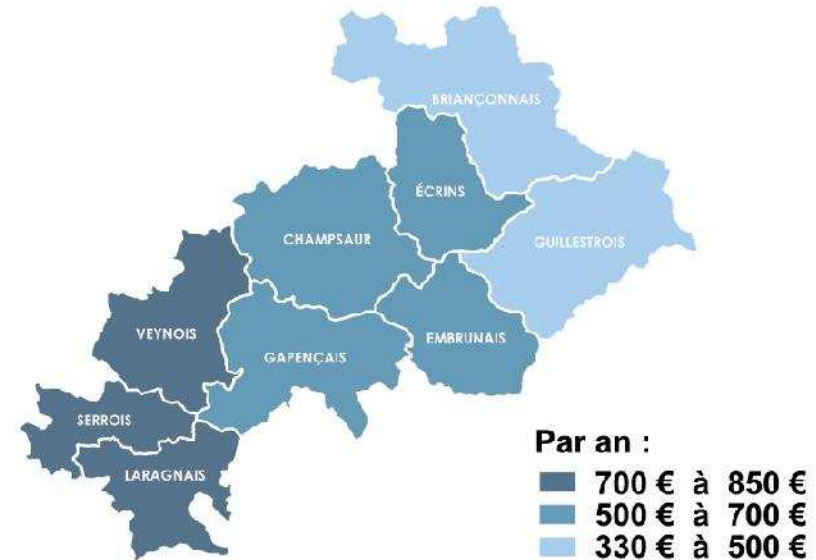 BRIANÇONNAIS
ÉCRINS
CHAMPSAUR
GUILLESTROIS
VEYNOIS
EMBRUNAIS
GAPENÇAIS
SERROIS
LARAGNAIS
Par an :
700 € à 850 €
500 € à 700 €
330 € à 500 €